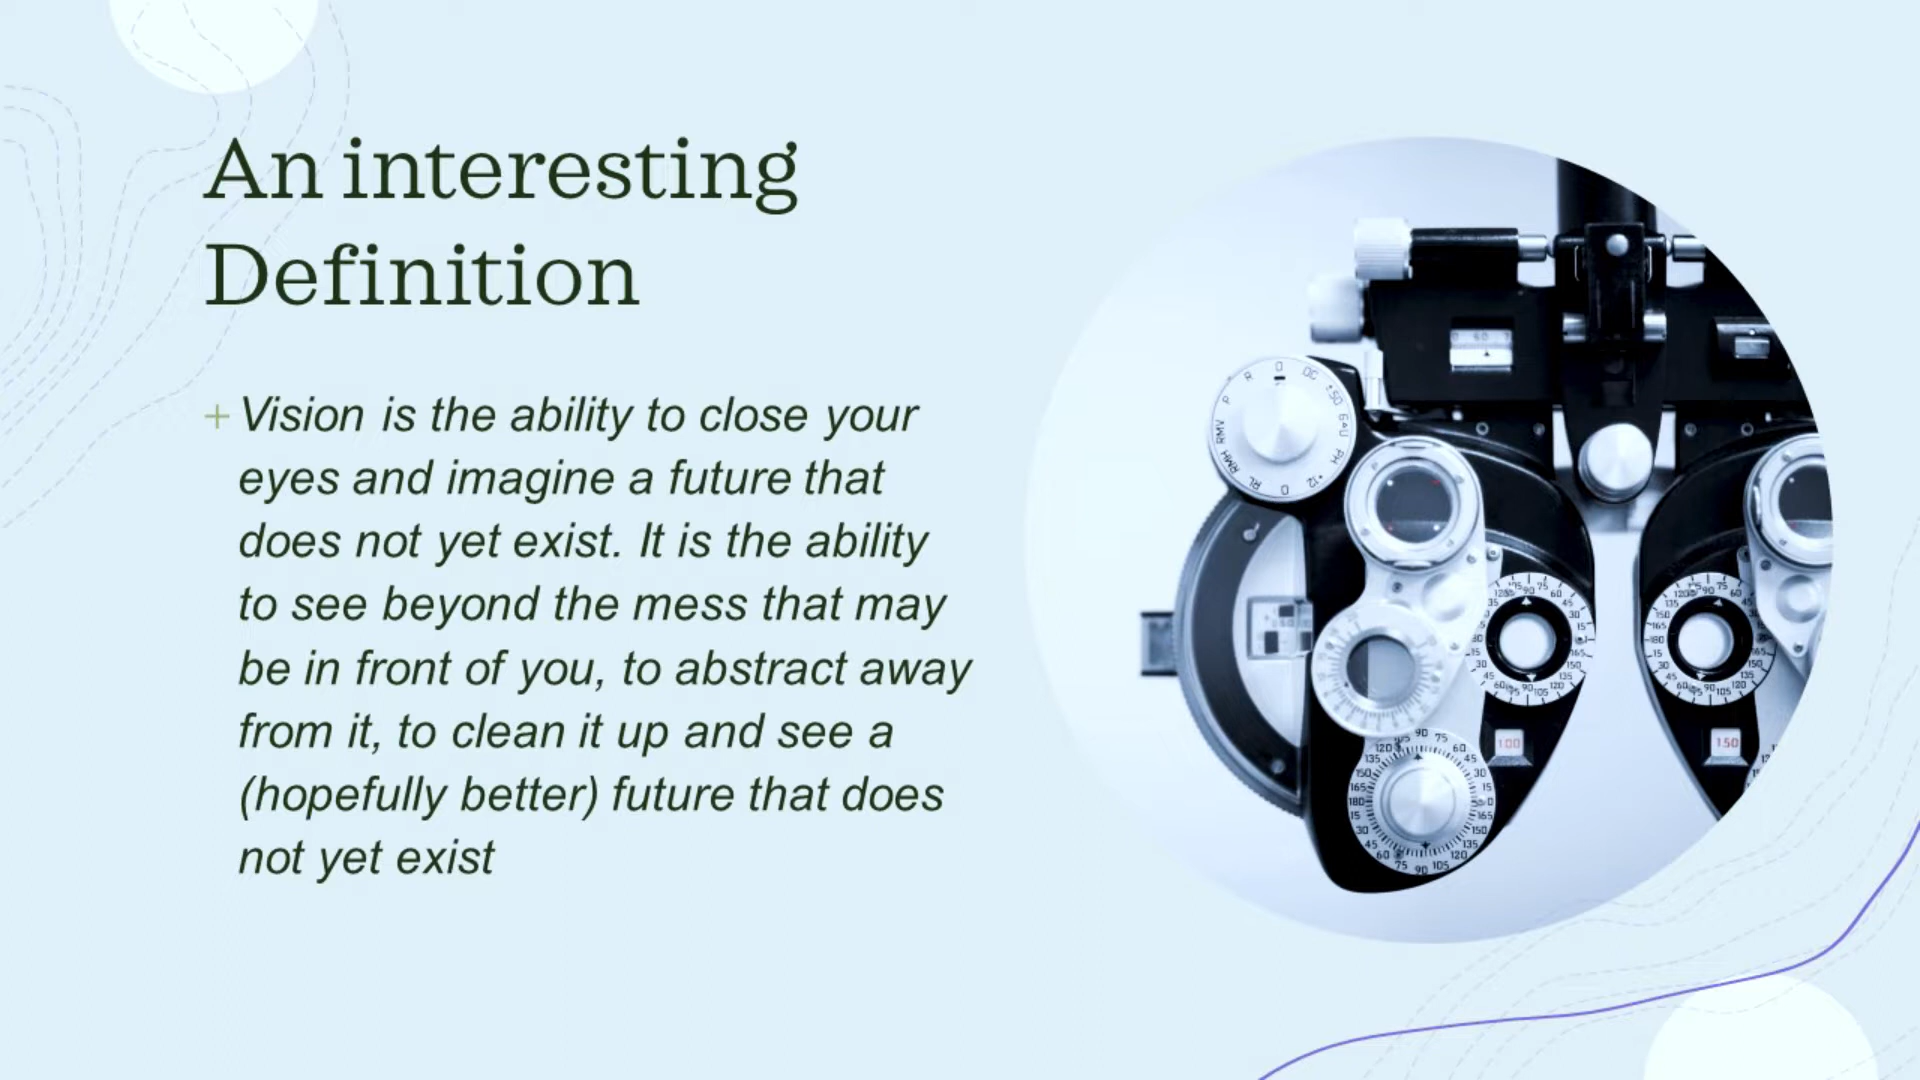 An interesting
Definition
+ Vision is the ability to close your
eyes and imagine a future that
does not yet exist. It is the ability
to see beyond the mess that may
be in front of you, to abstract away
from it, to clean it up and see a
(hopefully better) future that does
not yet exist
100
150